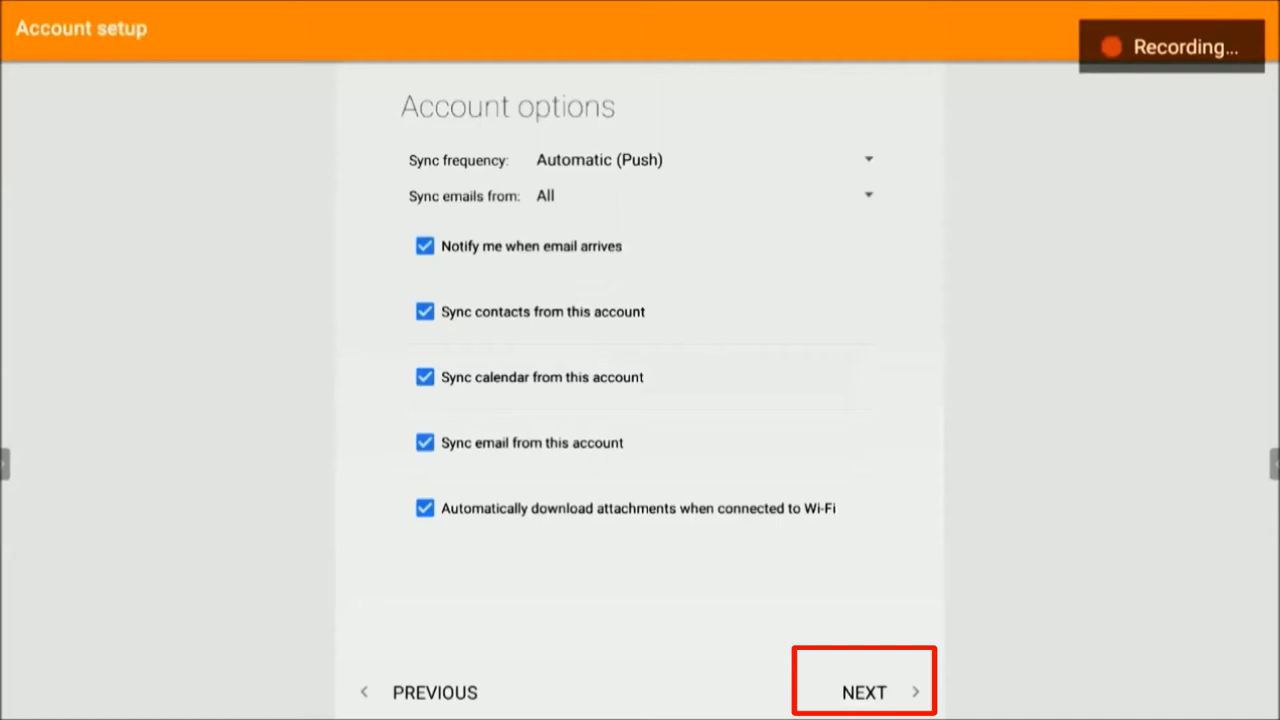 Account setup
Recording...
Account options
Sync frequency: Automatic (Push)
Sync emails from: All
Notify me when email arrives
Sync contacts from this account
Sync calendar from this account
Sync email from this account
Automatically download attachments when connected to Wi-Fi
PREVIOUS NEXT